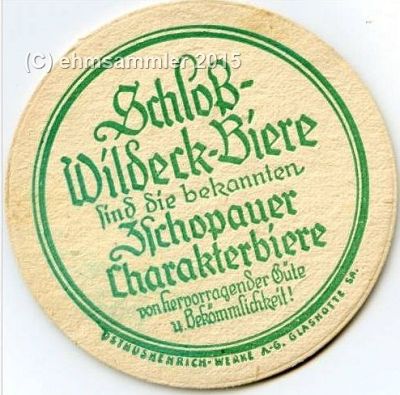 (C) ehmsammler 2015
Schloß-
Wildeck-Biere
sind die bekannten
Zschopauer
Charakterbiere
von hervorragender Güte
u. Bekömmlichkeit!
OSTHUSHENRICH-WERKE A.-G. GLASHÜTTE SA.